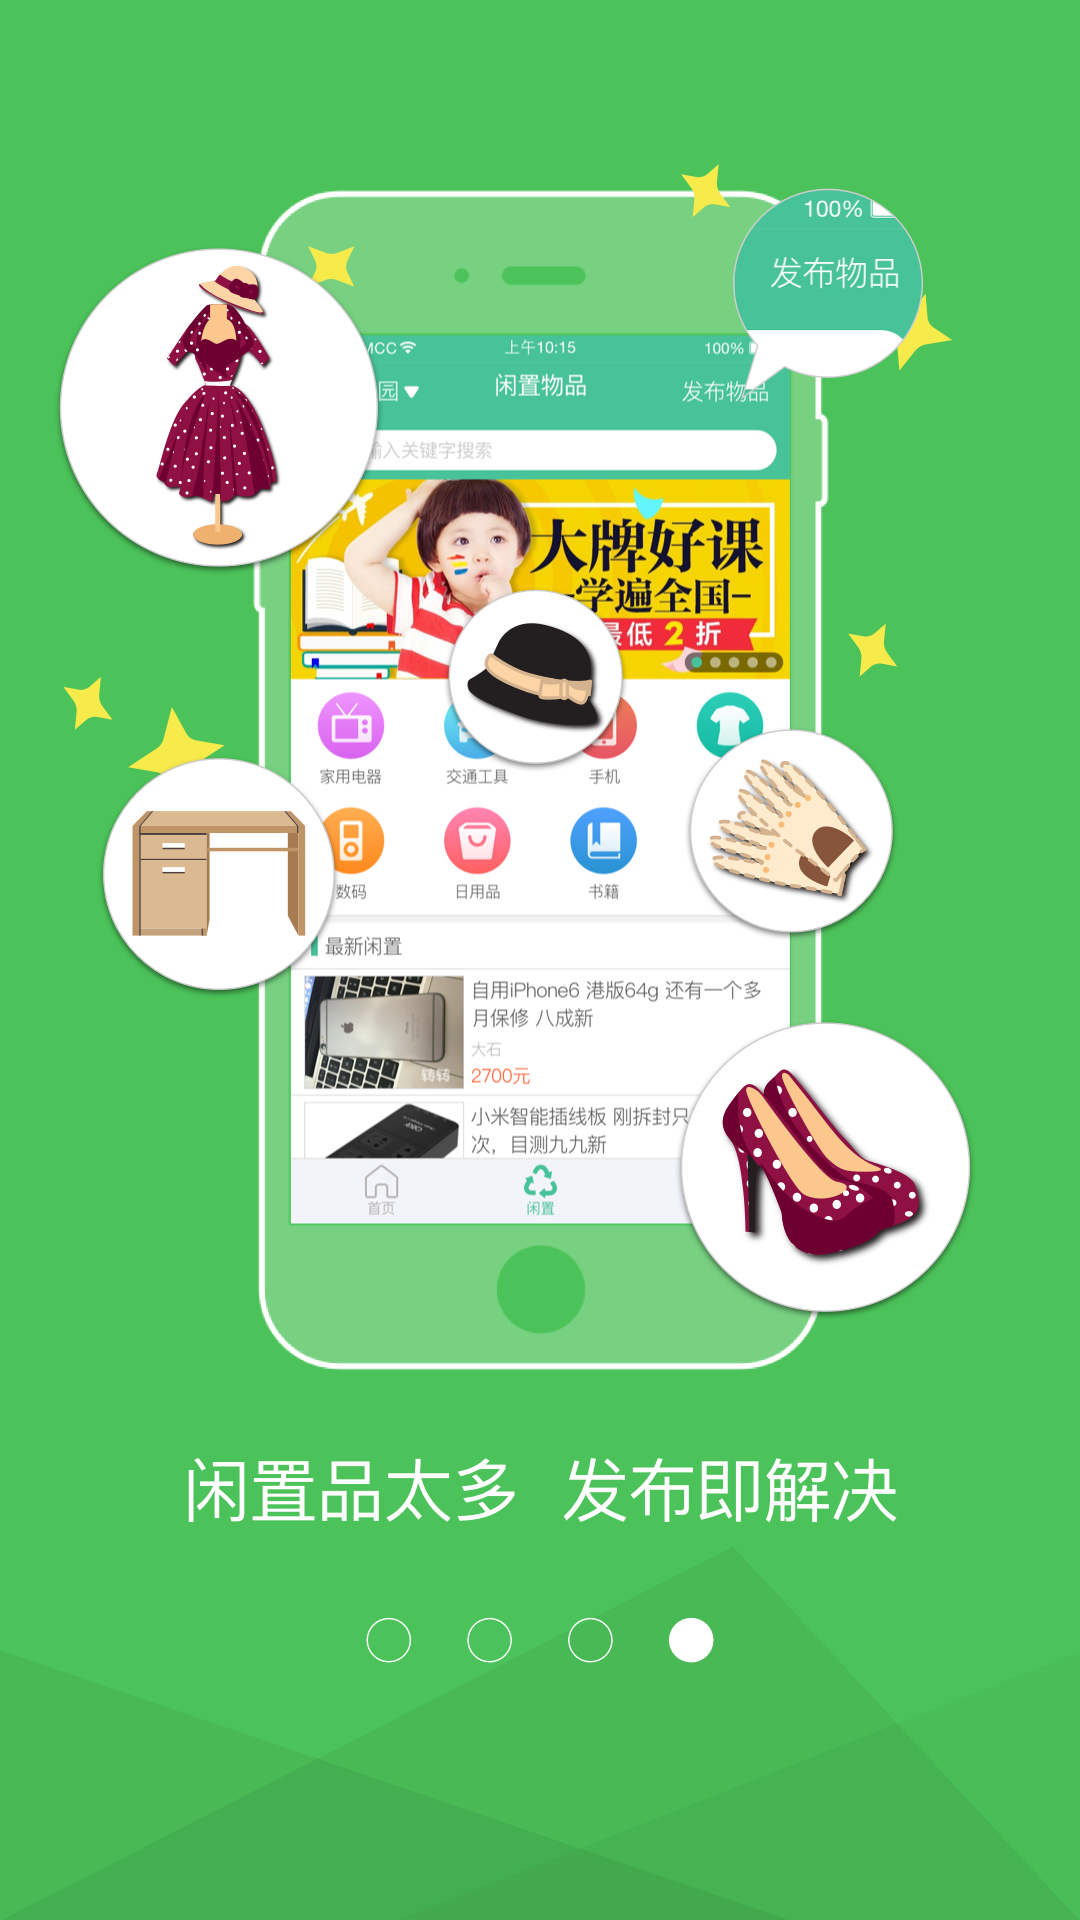 100%
发布物品
MCC
上午10:15
100%
园
闲置物品
发布物品
输入关键字搜索
大牌好课
-学遍全国-
最低2折
家用电器
交通工具
手机
数码
日用品
书籍
最新闲置
自用iPhone6 港版64g 还有一个多
月保修 八成新
大石
2700元
转转
小米智能插线板 刚拆封只
次，目测九九新
首页
闲置
闲置品太多 发布即解决